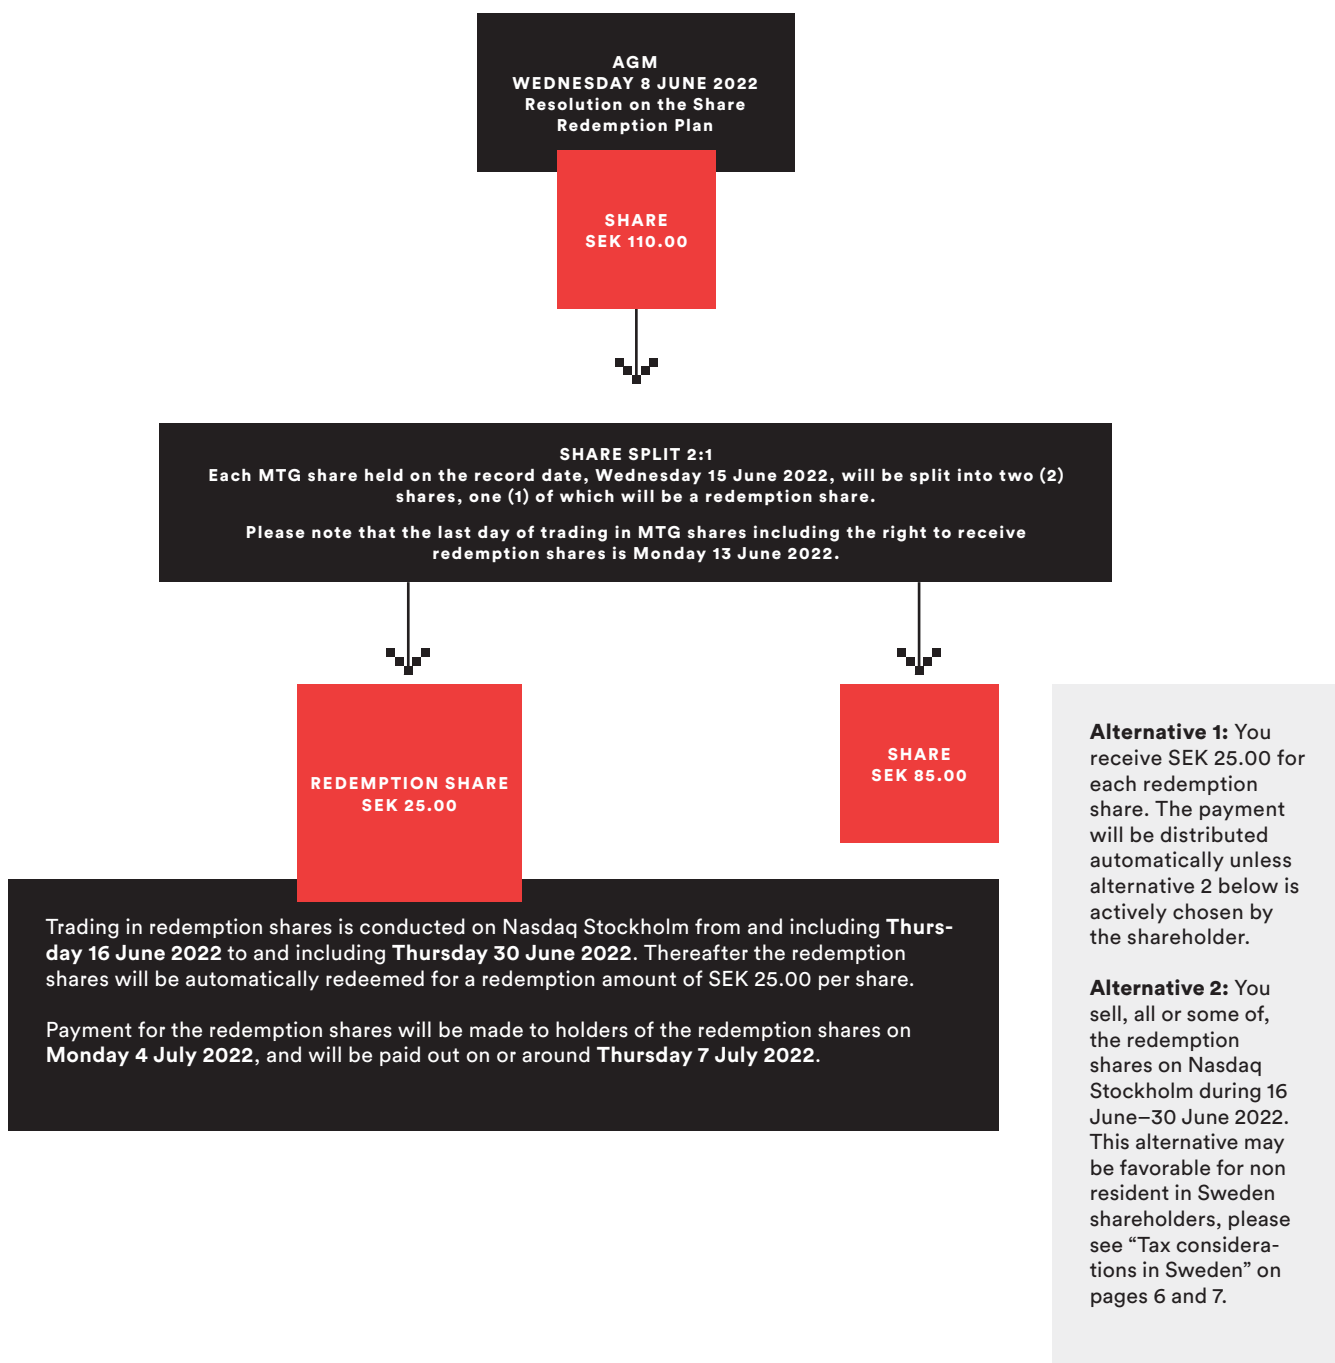 AGM
WEDNESDAY 8 JUNE 2022
Resolution on the Share
Redemption Plan
SHARE
SEK 110.00
SHARE SPLIT 2:1
Each MTG share held on the record date, Wednesday 15 June 2022, will be split into two (2)
shares, one (1) of which will be a redemption share.
Please note that the last day of trading in MTG shares including the right to receive
redemption shares is Monday 13 June 2022.
REDEMPTION SHARE
SEK 25.00
SHARE
SEK 85.00
Trading in redemption shares is conducted on Nasdaq Stockholm from and including Thurs-
day 16 June 2022 to and including Thursday 30 June 2022. Thereafter the redemption
shares will be automatically redeemed for a redemption amount of SEK 25.00 per share.
Payment for the redemption shares will be made to holders of the redemption shares on
Monday 4 July 2022, and will be paid out on or around Thursday 7 July 2022.
Alternative 1: You
receive SEK 25.00 for
each redemption
share. The payment
will be distributed
automatically unless
alternative 2 below is
actively chosen by
the shareholder.
Alternative 2: You
sell, all or some of,
the redemption
shares on Nasdaq
Stockholm during 16
June–30 June 2022.
This alternative may
be favorable for non
resident in Sweden
shareholders, please
see “Tax considera-
tions in Sweden” on
pages 6 and 7.